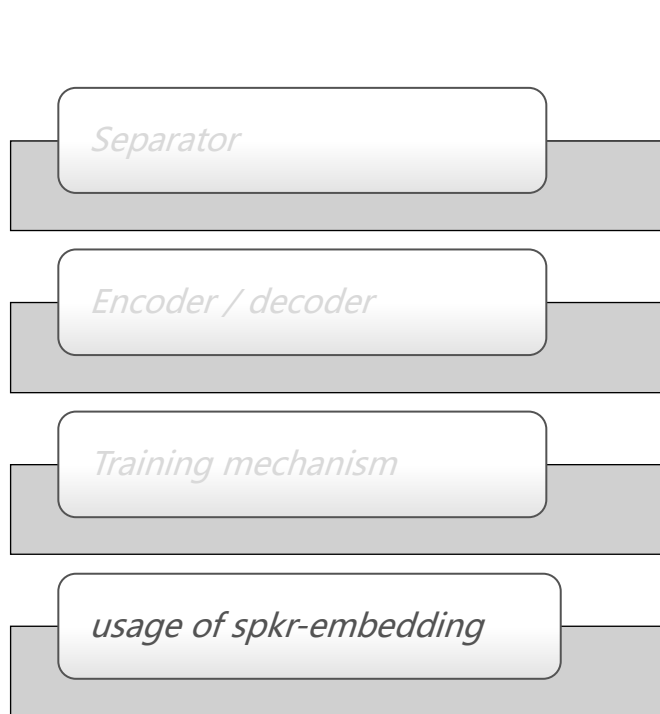 Separator
Encoder / decoder
Training mechanism
usage of spkr-embedding